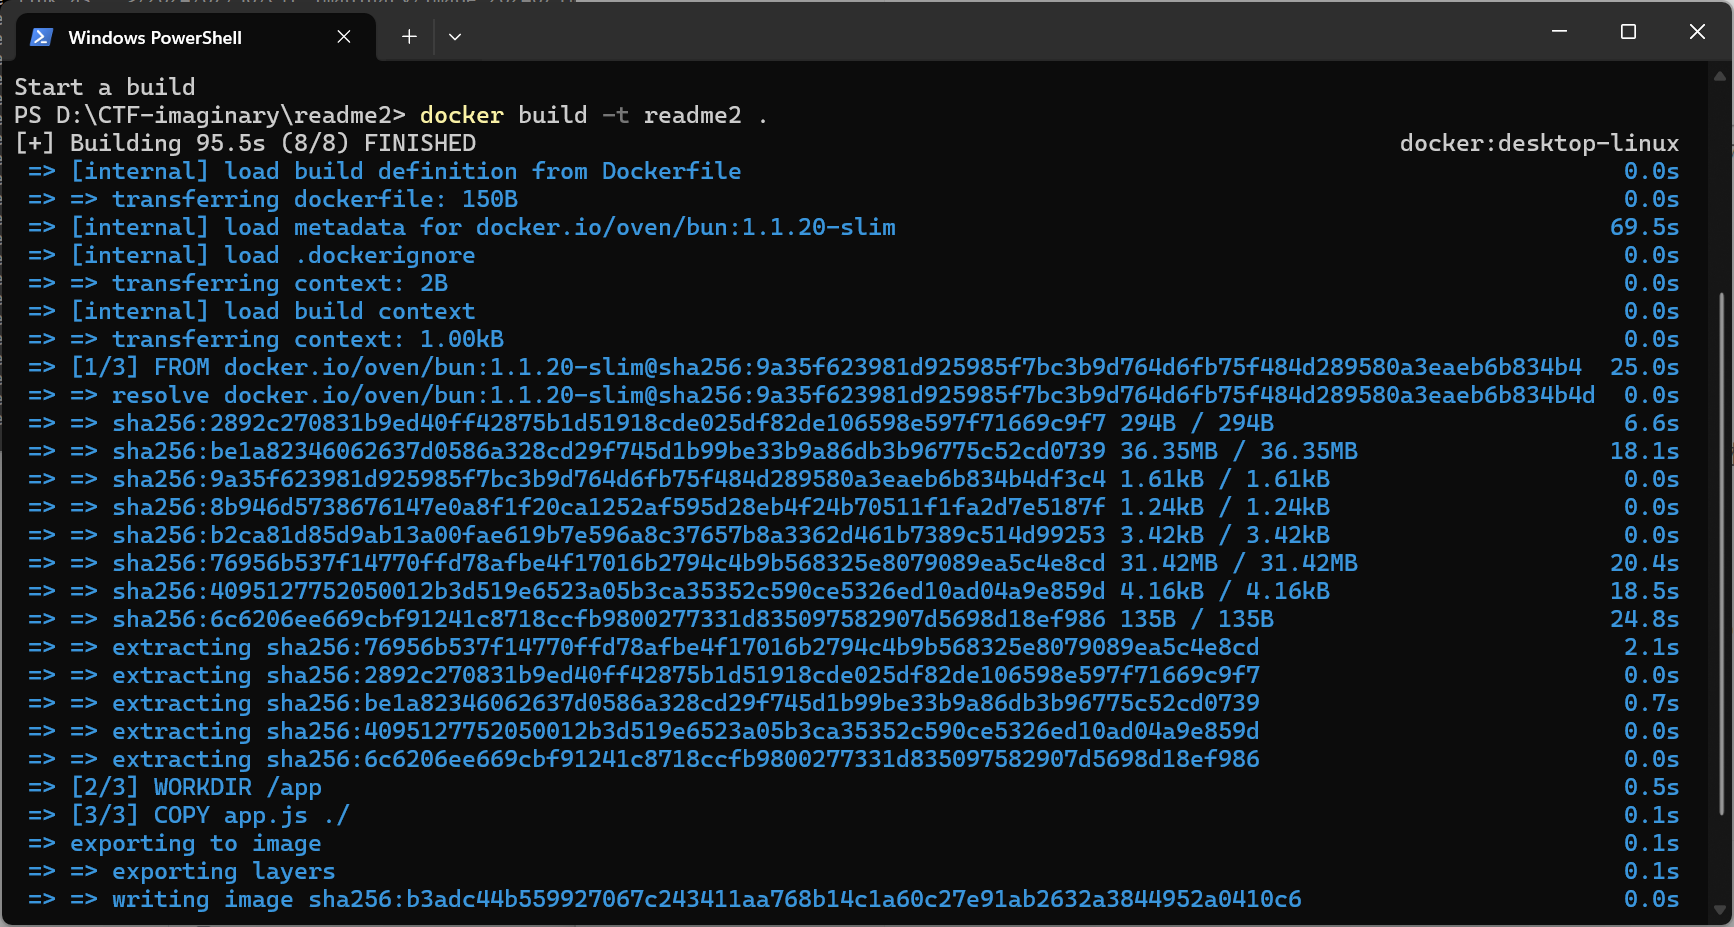 Windows PowerShell
Start a build
PS D:\CTF-imaginary\readme2> docker build -t readme2 .
[+] Building 95.5s (8/8) FINISHED docker:desktop-linux
=> [internal] load build definition from Dockerfile 0.0s
=> => transferring dockerfile: 150B 0.0s
=> [internal] load metadata for docker.io/oven/bun:1.1.20-slim 69.5s
=> [internal] load .dockerignore 0.0s
=> => transferring context: 2B 0.0s
=> [internal] load build context 0.0s
=> => transferring context: 1.00kB 0.0s
=> [1/3] FROM docker.io/oven/bun:1.1.20-slim@sha256:9a35f623981d925985f7bc3b9d764d6fb75f484d289580a3eaeb6b834b4 25.0s
=> => resolve docker.io/oven/bun:1.1.20-slim@sha256:9a35f623981d925985f7bc3b9d764d6fb75f484d289580a3eaeb6b834b4d 0.0s
=> => sha256:2892c270831b9ed40ff42875b1d51918cde025df82de106598e597f71669c9f7 294B / 294B 6.6s
=> => sha256:be1a82346062637d0586a328cd29f745d1b99be33b9a86db3b96775c52cd0739 36.35MB / 36.35MB 18.1s
=> => sha256:9a35f623981d925985f7bc3b9d764d6fb75f484d289580a3eaeb6b834b4df3c4 1.61kB / 1.61kB 0.0s
=> => sha256:8b946d5738676147e0a8f1f20ca1252af595d28eb4f24b70511f1fa2d7e5187f 1.24kB / 1.24kB 0.0s
=> => sha256:b2ca81d85d9ab13a00fae619b7e596a8c37657b8a3362d461b7389c514d99253 3.42kB / 3.42kB 0.0s
=> => sha256:76956b537f14770ffd78afbe4f17016b2794c4b9b568325e8079089ea5c4e8cd 31.42MB / 31.42MB 20.4s
=> => sha256:4095127752050012b3d519e6523a05b3ca35352c590ce5326ed10ad04a9e859d 4.16kB / 4.16kB 18.5s
=> => sha256:6c6206ee669cbf91241c8718ccfb9800277331d835097582907d5698d18ef986 135B / 135B 24.8s
=> => extracting sha256:76956b537f14770ffd78afbe4f17016b2794c4b9b568325e8079089ea5c4e8cd 2.1s
=> => extracting sha256:2892c270831b9ed40ff42875b1d51918cde025df82de106598e597f71669c9f7 0.0s
=> => extracting sha256:be1a82346062637d0586a328cd29f745d1b99be33b9a86db3b96775c52cd0739 0.7s
=> => extracting sha256:4095127752050012b3d519e6523a05b3ca35352c590ce5326ed10ad04a9e859d 0.0s
=> => extracting sha256:6c6206ee669cbf91241c8718ccfb9800277331d835097582907d5698d18ef986 0.0s
=> [2/3] WORKDIR /app 0.5s
=> [3/3] COPY app.js ./ 0.1s
=> exporting to image 0.1s
=> => exporting layers 0.1s
=> => writing image sha256:b3adc44b559927067c243411aa768b14c1a60c27e91ab2632a3844952a0410c6 0.0s